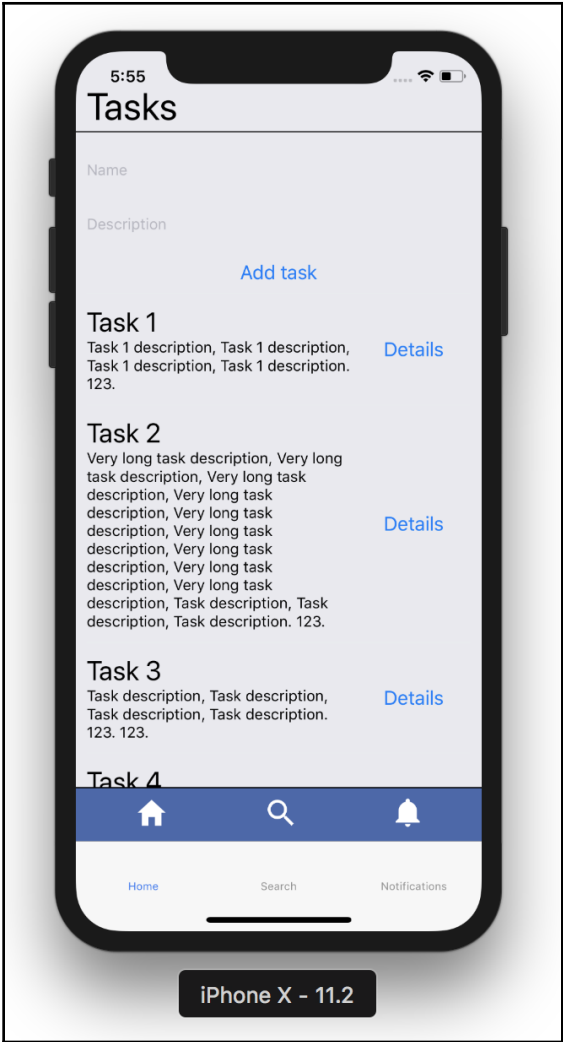 5:55
Tasks
Name
Description
Add task
Task 1
Task 1 description, Task 1 description,
Task 1 description, Task 1 description.
123.
Details
Task 2
Very long task description, Very long
task description, Very long task
description, Very long task
description, Very long task
description, Very long task
description, Very long task
description, Very long task
description, Task description, Task
description, Task description. 123.
Details
Task 3
Task description, Task description,
Task description, Task description.
123. 123.
Details
Task 4
Home
Search
Notifications
iPhone X - 11.2